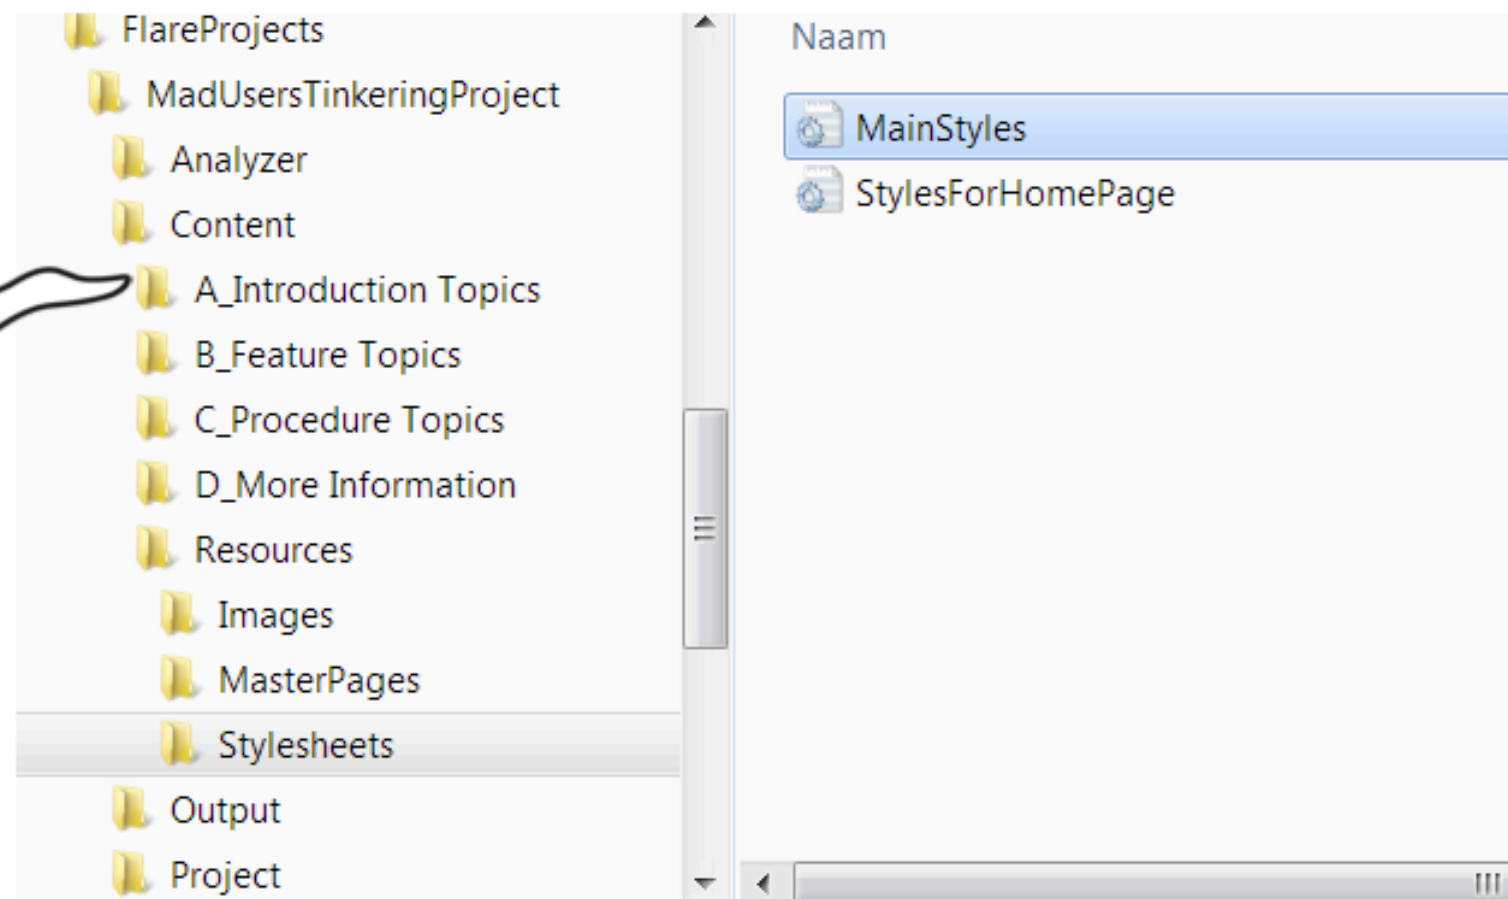 FlareProjects
MadUsersTinkeringProject
Analyzer
Content
A_Introduction Topics
B_Feature Topics
C_Procedure Topics
D_More Information
Resources
Images
MasterPages
Stylesheets
Output
Project
Naam
MainStyles
StylesForHomePage